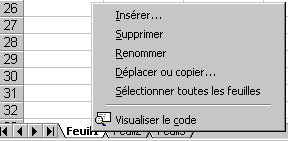 26
27
28
29
30
31
32
Insérer...
Supprimer
Renommer
Déplacer ou copier...
Sélectionner toutes les feuilles
Visualiser le code
Feuil1